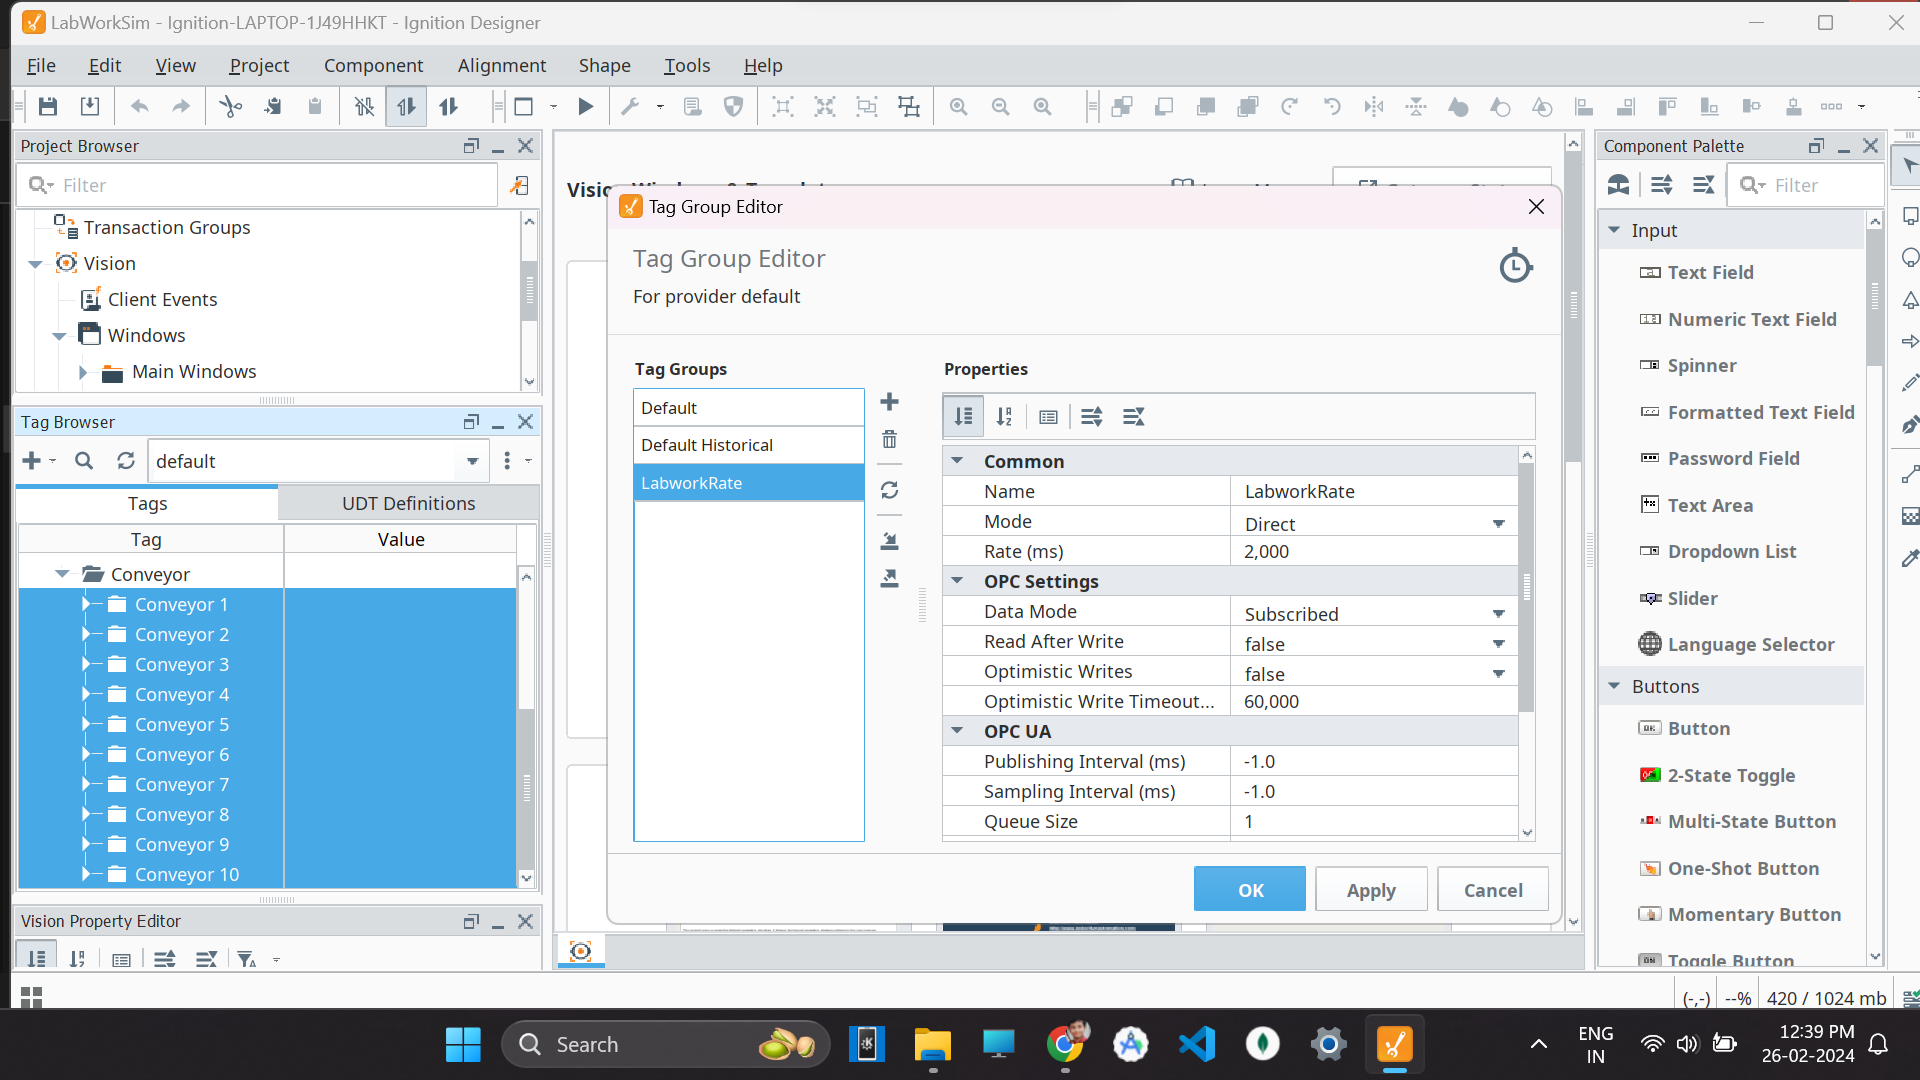 LabWorkSim - Ignition-LAPTOP-1J49HHKT - Ignition Designer
File Edit View Project Component Alignment Shape Tools Help
Project Browser
Filter
Transaction Groups
Vision
Client Events
Windows
Main Windows
Tag Browser
default
Tags UDT Definitions
Tag Value
Conveyor
Conveyor 1
Conveyor 2
Conveyor 3
Conveyor 4
Conveyor 5
Conveyor 6
Conveyor 7
Conveyor 8
Conveyor 9
Conveyor 10
Vision Property Editor
Tag Group Editor
Tag Group Editor
For provider default
Tag Groups
Default
Default Historical
LabworkRate
Properties
Common
Name LabworkRate
Mode Direct
Rate (ms) 2,000
OPC Settings
Data Mode Subscribed
Read After Write false
Optimistic Writes false
Optimistic Write Timeout... 60,000
OPC UA
Publishing Interval (ms) -1.0
Sampling Interval (ms) -1.0
Queue Size 1
OK Apply Cancel
Component Palette
Filter
Input
Text Field
Numeric Text Field
Spinner
Formatted Text Field
Password Field
Text Area
Dropdown List
Slider
Language Selector
Buttons
Button
2-State Toggle
Multi-State Button
One-Shot Button
Momentary Button
Toggle Button
(-,-) --% 420 / 1024 mb
Search
ENG
IN
12:39 PM
26-02-2024